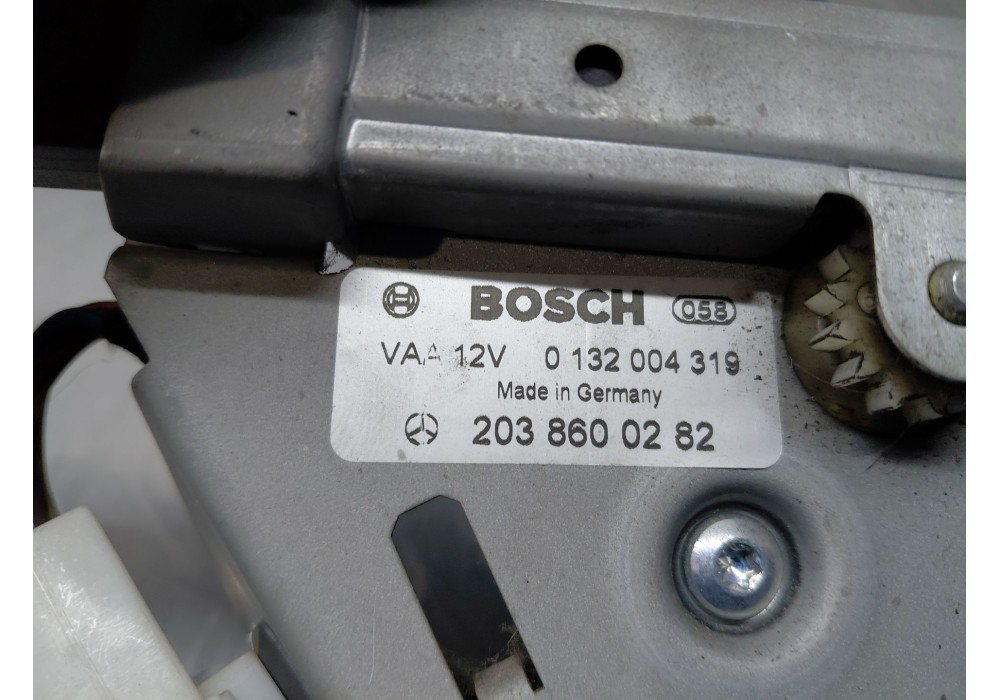 BOSCH 058
VAA 12V 0 132 004 319
Made in Germany
203 860 02 82